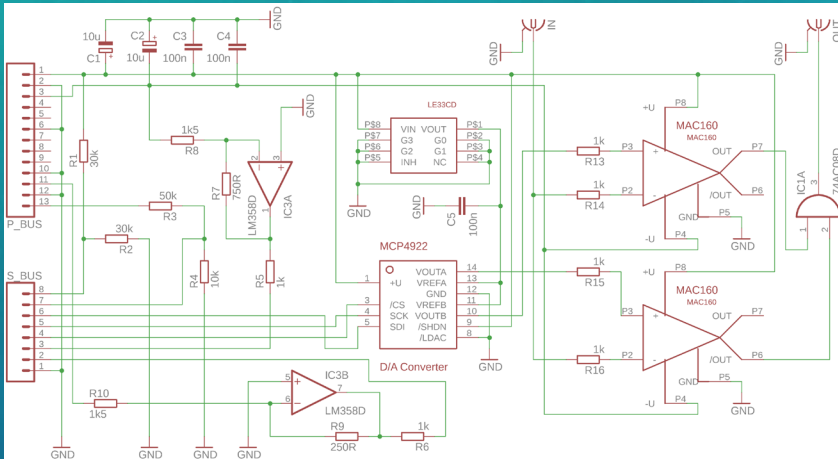 GND
10u
C1
C2
10u
C3
100n
C4
100n
P_BUS
1
2
3
4
5
6
7
8
9
10
11
12
13
R1
30k
1k5
R8
R7
750R
2
3
1
LM358D
IC3A
GND
50k
R3
30k
R2
R4
10k
R5
1k
S_BUS
8
7
6
5
4
3
2
1
R10
1k5
GND
GND
GND
GND
5
6
7
IC3B
LM358D
R9
250R
1k
R6
LE33CD
P$8
P$7
P$6
P$5
VIN
G3
G2
INH
VOUT
G0
G1
NC
P$1
P$2
P$3
P$4
GND
GND
C5
100n
MCP4922
1
3
4
5
+U
/CS
SCK
SDI
VOUTA
VREFA
GND
VREFB
VOUTB
/SHDN
/LDAC
14
13
12
11
10
9
8
GND
D/A Converter
GND
IN
1k
R13
1k
R14
1k
R15
1k
R16
+U
P8
MAC160
MAC160
P3
P2
+
-
OUT
/OUT
P7
P6
GND
P5
P4
-U
GND
+U
P8
MAC160
MAC160
P3
P2
+
-
OUT
/OUT
P7
P6
GND
P5
P4
-U
GND
GND
OUT
IC1A
74AC08D
3
1
2